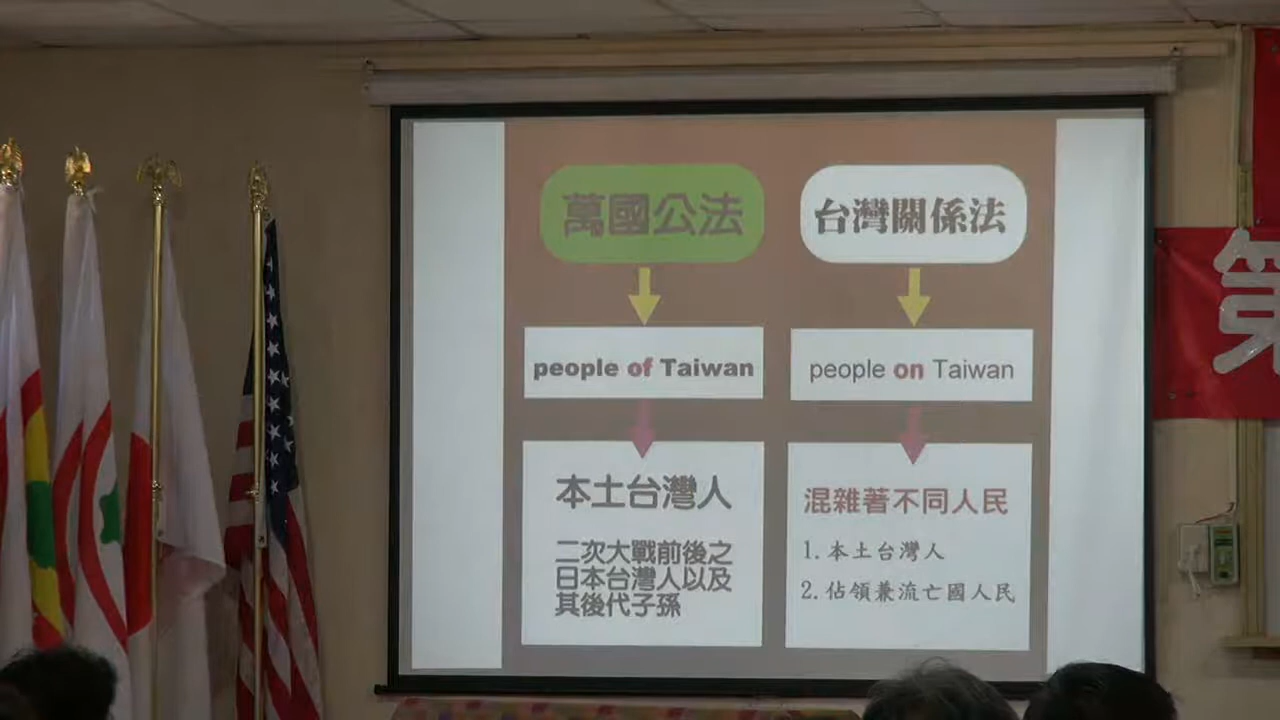 萬國公法
people of Taiwan
本土台灣人
二次大戰前後之
日本台灣人以及
其後代子孫
台灣關係法
people on Taiwan
混雜著不同人民
1. 本土台灣人
2. 佔領兼流亡國人民
第